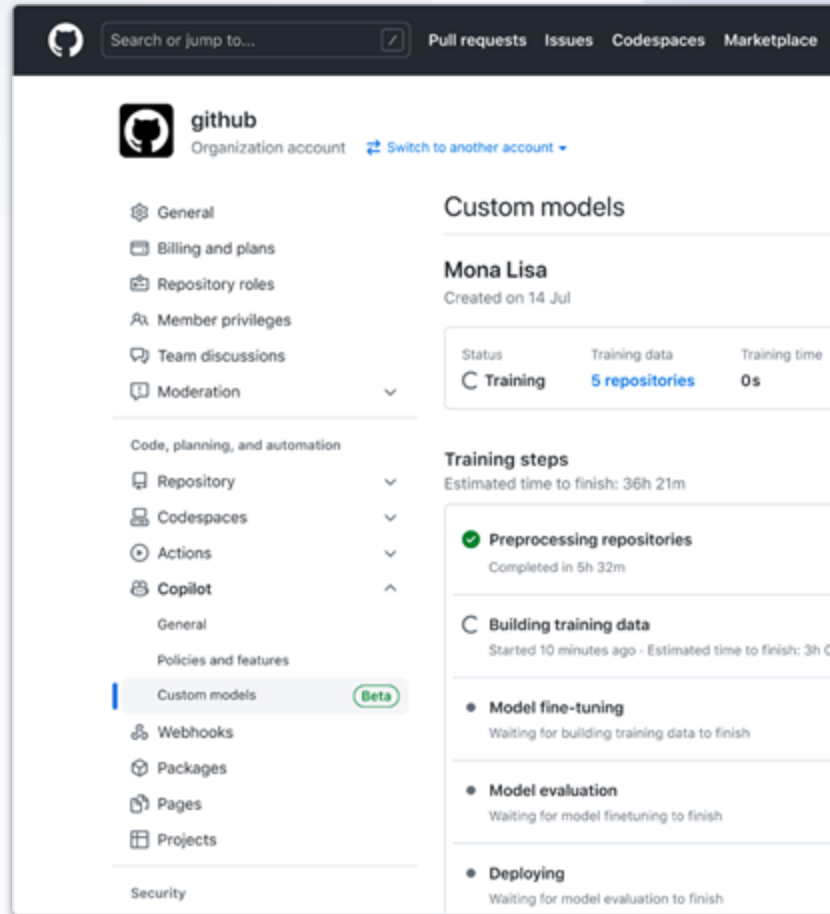 Search or jump to... /
Pull requests Issues Codespaces Marketplace
github
Organization account Switch to another account
General
Billing and plans
Repository roles
Member privileges
Team discussions
Moderation
Code, planning, and automation
Repository
Codespaces
Actions
Copilot
General
Policies and features
Custom models Beta
Webhooks
Packages
Pages
Projects
Security
Custom models
Mona Lisa
Created on 14 Jul
Status Training data Training time
Training 5 repositories 0s
Training steps
Estimated time to finish: 36h 21m
Preprocessing repositories
Completed in 5h 32m
Building training data
Started 10 minutes ago - Estimated time to finish: 3h
Model fine-tuning
Waiting for building training data to finish
Model evaluation
Waiting for model finetuning to finish
Deploying
Waiting for model evaluation to finish